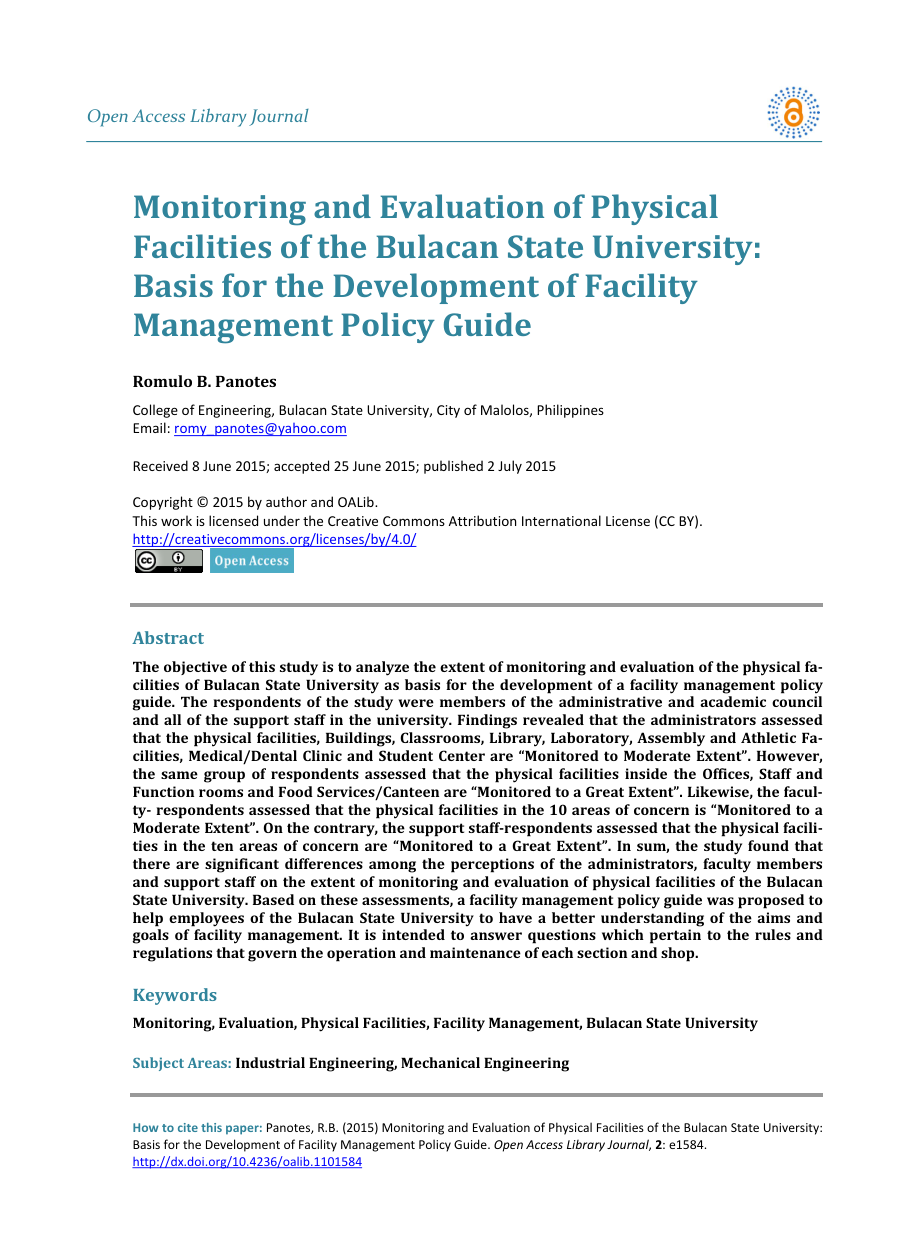 Open Access Library Journal
Monitoring and Evaluation of Physical
Facilities of the Bulacan State University:
Basis for the Development of Facility
Management Policy Guide
Romulo B. Panotes
College of Engineering, Bulacan State University, City of Malolos, Philippines
Email: romy_panotes@yahoo.com
Received 8 June 2015; accepted 25 June 2015; published 2 July 2015
Copyright © 2015 by author and OALib.
This work is licensed under the Creative Commons Attribution International License (CC BY).
http://creativecommons.org/licenses/by/4.0/
cc BY Open Access
Abstract
The objective of this study is to analyze the extent of monitoring and evaluation of the physical fa-
cilities of Bulacan State University as basis for the development of a facility management policy
guide. The respondents of the study were members of the administrative and academic council
and all of the support staff in the university. Findings revealed that the administrators assessed
that the physical facilities, Buildings, Classrooms, Library, Laboratory, Assembly and Athletic Fa-
cilities, Medical/Dental Clinic and Student Center are “Monitored to Moderate Extent”. However,
the same group of respondents assessed that the physical facilities inside the Offices, Staff and
Function rooms and Food Services/Canteen are “Monitored to a Great Extent”. Likewise, the facul-
ty- respondents assessed that the physical facilities in the 10 areas of concern is “Monitored to a
Moderate Extent”. On the contrary, the support staff-respondents assessed that the physical facili-
ties in the ten areas of concern are “Monitored to a Great Extent”. In sum, the study found that
there are significant differences among the perceptions of the administrators, faculty members
and support staff on the extent of monitoring and evaluation of physical facilities of the Bulacan
State University. Based on these assessments, a facility management policy guide was proposed to
help employees of the Bulacan State University to have a better understanding of the aims and
goals of facility management. It is intended to answer questions which pertain to the rules and
regulations that govern the operation and maintenance of each section and shop.
Keywords
Monitoring, Evaluation, Physical Facilities, Facility Management, Bulacan State University
Subject Areas: Industrial Engineering, Mechanical Engineering
How to cite this paper: Panotes, R.B. (2015) Monitoring and Evaluation of Physical Facilities of the Bulacan State University:
Basis for the Development of Facility Management Policy Guide. Open Access Library Journal, 2: e1584.
http://dx.doi.org/10.4236/oalib.1101584